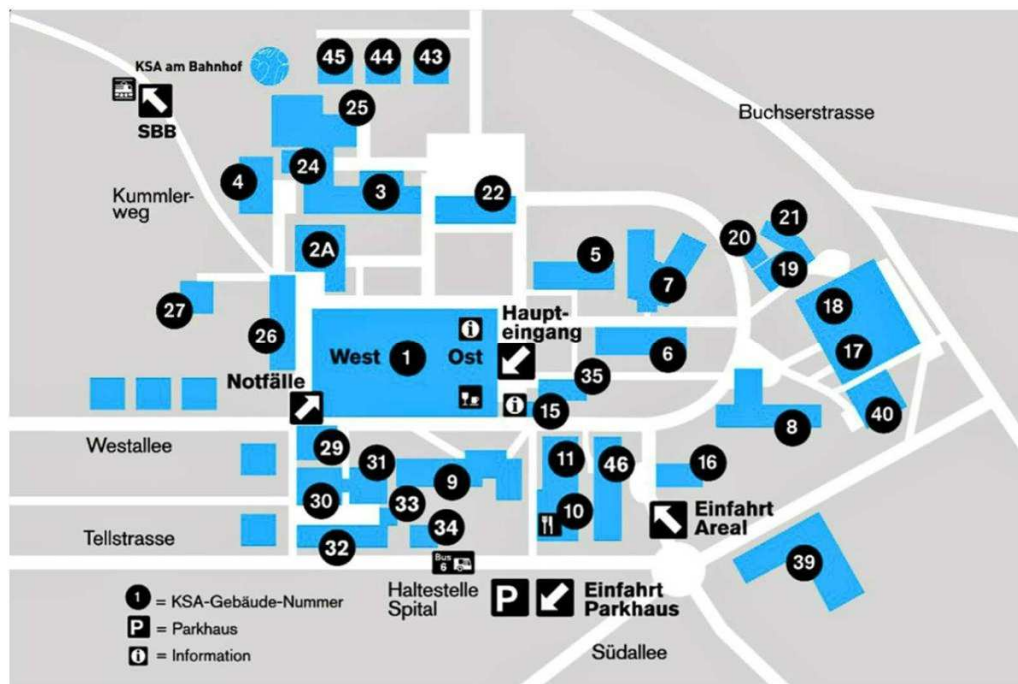 45
44
43
KSA am Bahnhof
SBB
25
Buchserstrasse
24
4
3
22
Kummler-
weg
21
20
2A
5
19
7
27
26
18
Haupt-
eingang
West
1
Ost
6
17
Notfälle
35
15
40
8
Westallee
29
31
9
11
46
16
30
33
10
Einfahrt
Areal
34
Tellstrasse
32
Bus
6
39
1 = KSA-Gebäude-Nummer
Haltestelle
Spital
P
Einfahrt
Parkhaus
P = Parkhaus
i = Information
Südallee